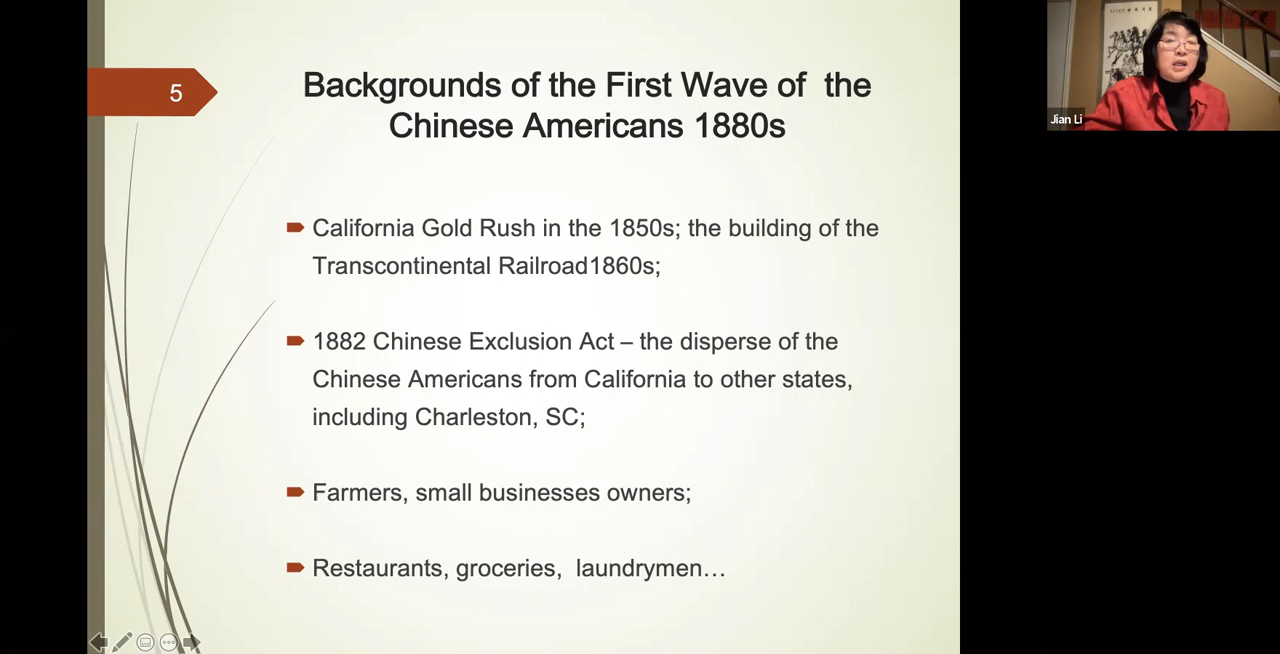 5
Backgrounds of the First Wave of  the
Chinese Americans 1880s
California Gold Rush in the 1850s; the building of the
Transcontinental Railroad1860s;
1882 Chinese Exclusion Act – the disperse of the
Chinese Americans from California to other states,
including Charleston, SC;
Farmers, small businesses owners;
Restaurants, groceries,  laundrymen…
Jian Li